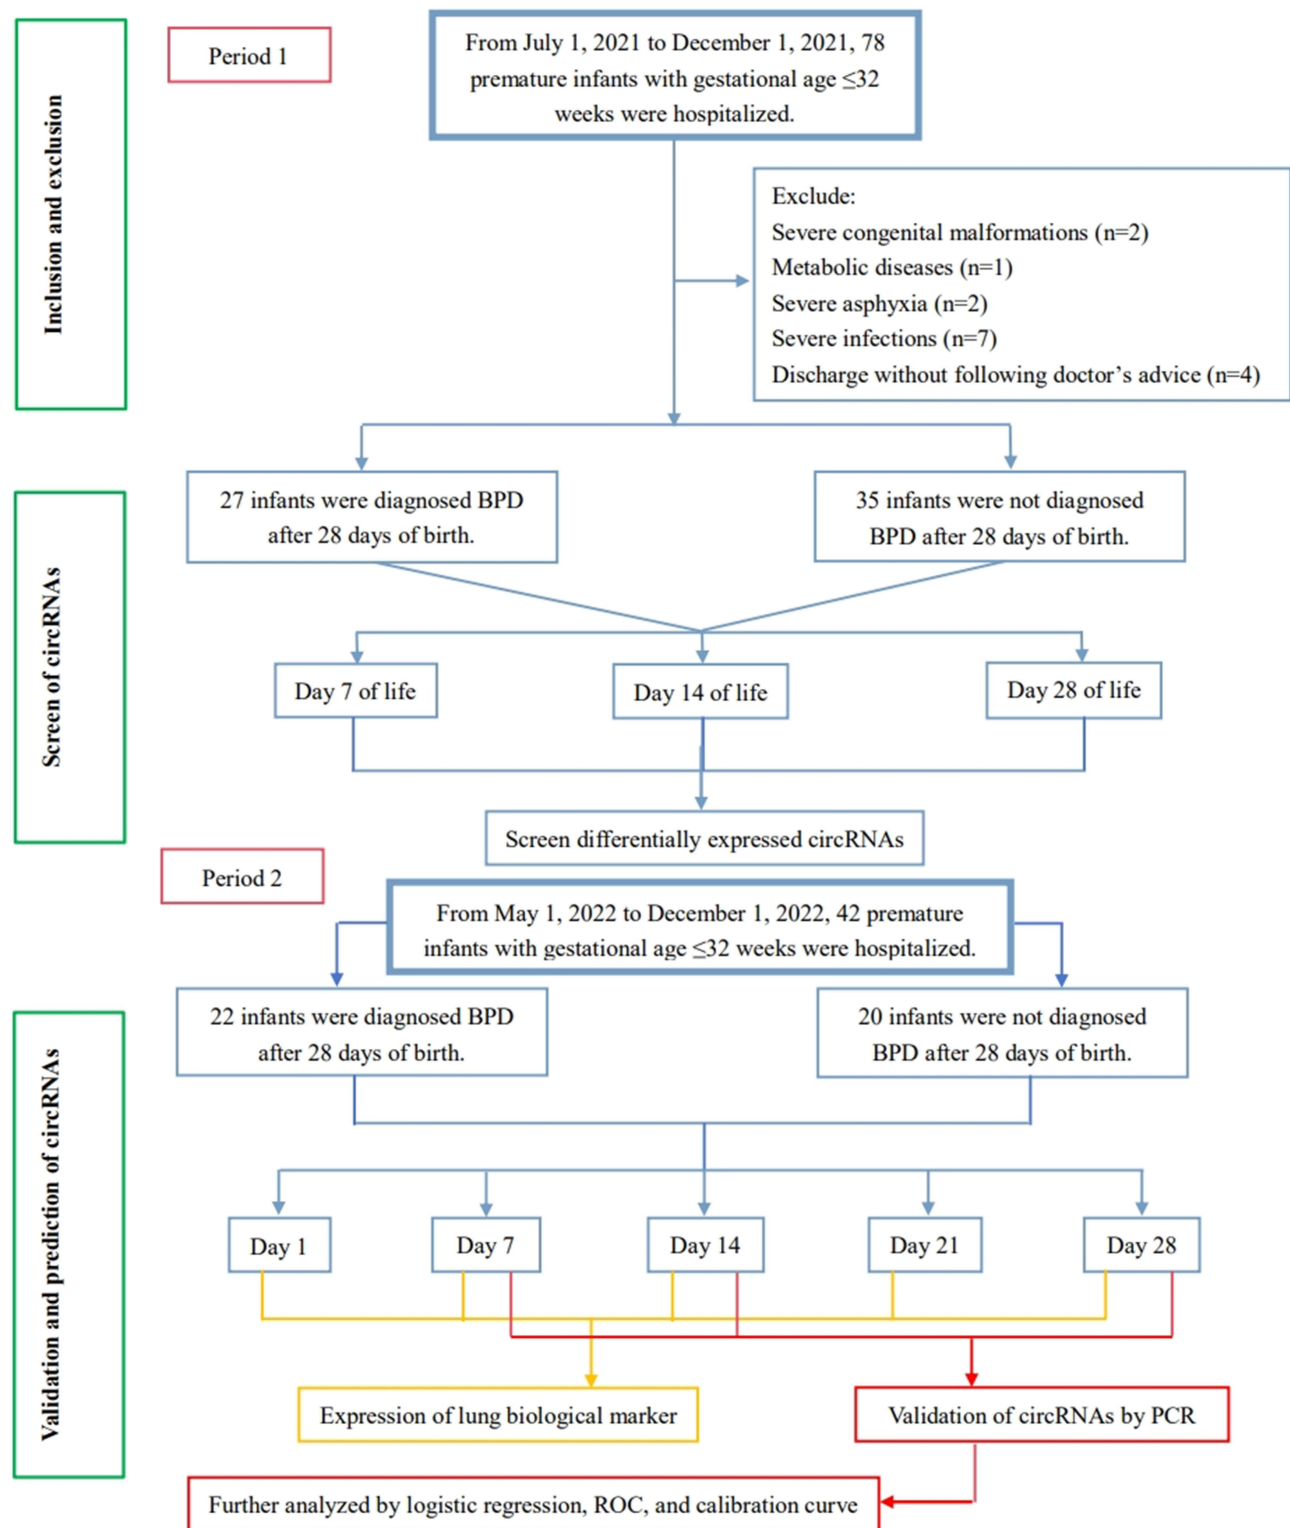 Inclusion and exclusion
Period 1
From July 1, 2021 to December 1, 2021, 78
premature infants with gestational age ≤32
weeks were hospitalized.
Exclude:
Severe congenital malformations (n=2)
Metabolic diseases (n=1)
Severe asphyxia (n=2)
Severe infections (n=7)
Discharge without following doctor’s advice (n=4)
Screen of circRNAs
27 infants were diagnosed BPD
after 28 days of birth.
35 infants were not diagnosed
BPD after 28 days of birth.
Day 7 of life
Day 14 of life
Day 28 of life
Screen differentially expressed circRNAs
Period 2
From May 1, 2022 to December 1, 2022, 42 premature
infants with gestational age ≤32 weeks were hospitalized.
Validation and prediction of circRNAs
22 infants were diagnosed BPD
after 28 days of birth.
20 infants were not diagnosed
BPD after 28 days of birth.
Day 1
Day 7
Day 14
Day 21
Day 28
Expression of lung biological marker
Validation of circRNAs by PCR
Further analyzed by logistic regression, ROC, and calibration curve